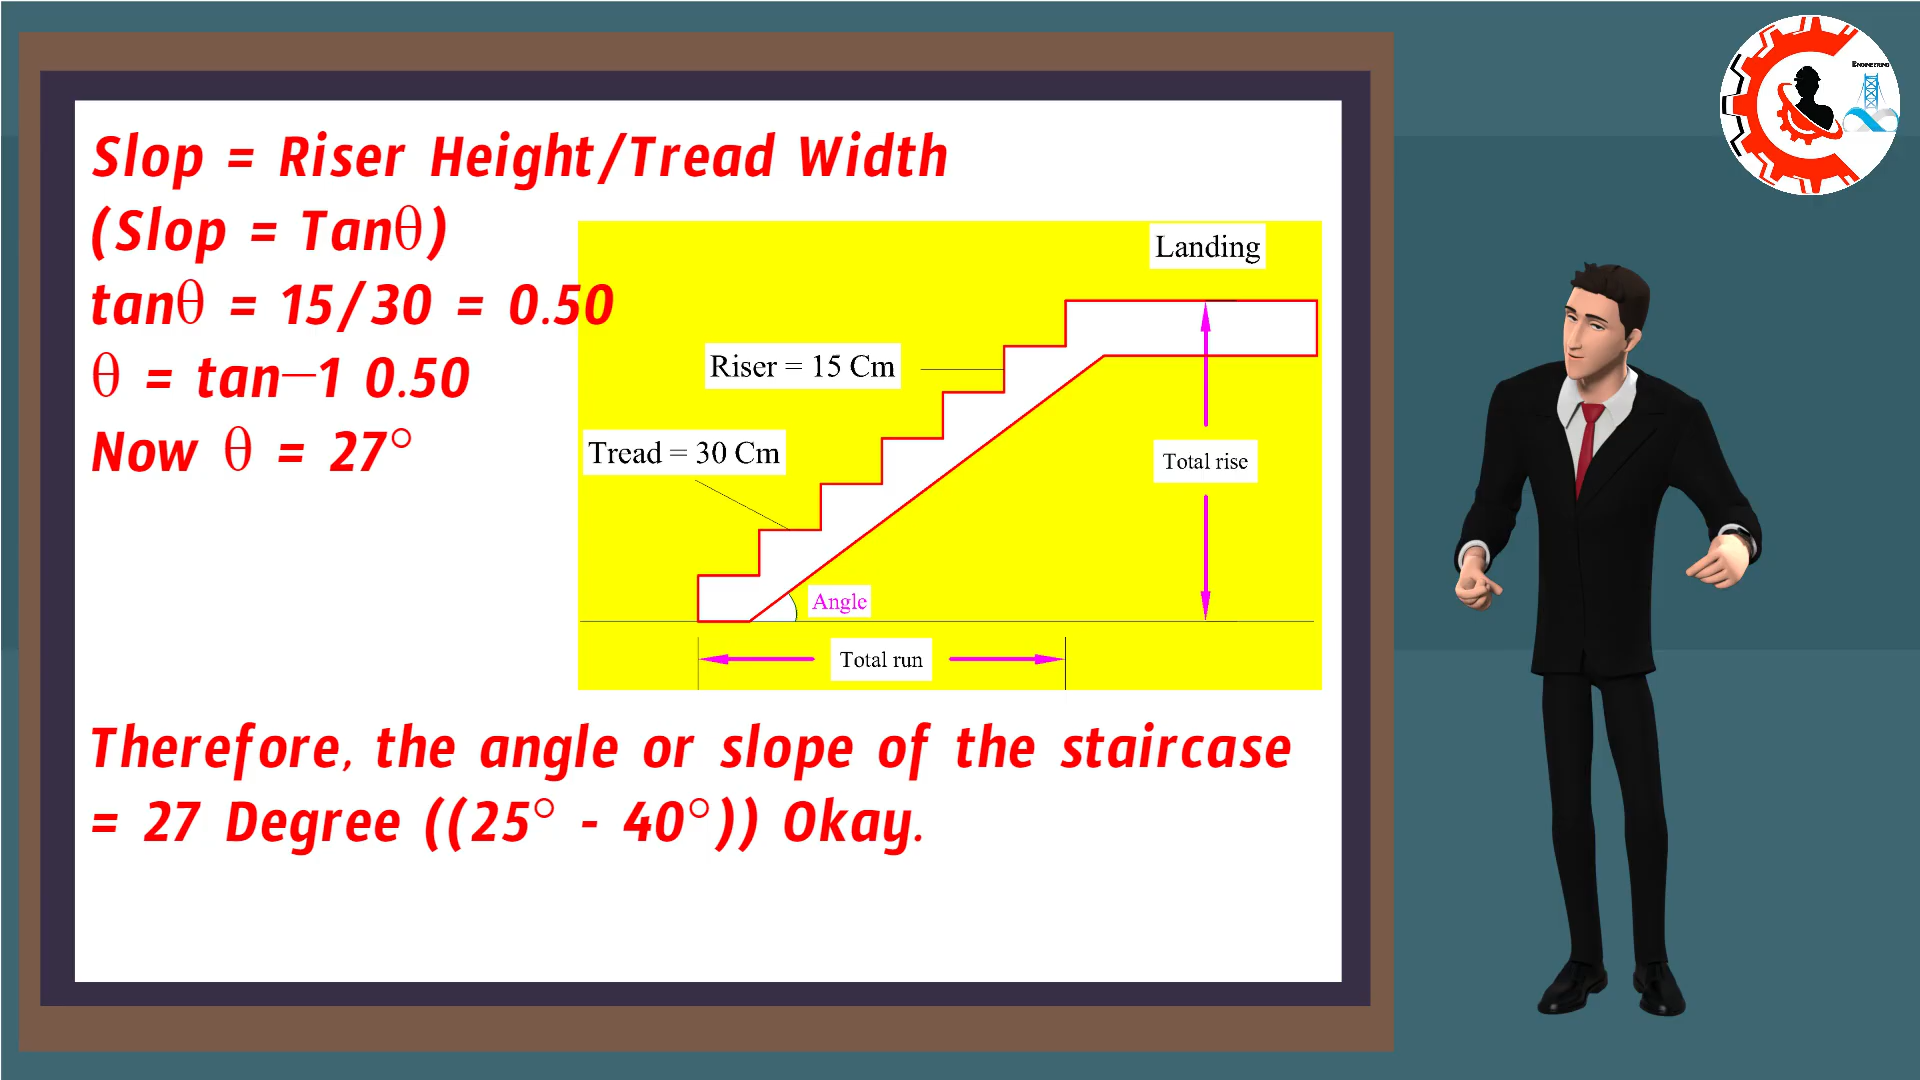 Slop = Riser Height/Tread Width
(Slop = Tanθ)
tanθ = 15/30 = 0.50
θ = tan−1 0.50
Now θ = 27°
Landing
Riser = 15 Cm
Tread = 30 Cm
Total rise
Angle
Total run
Therefore, the angle or slope of the staircase
= 27 Degree ((25° - 40°)) Okay.
Engineering